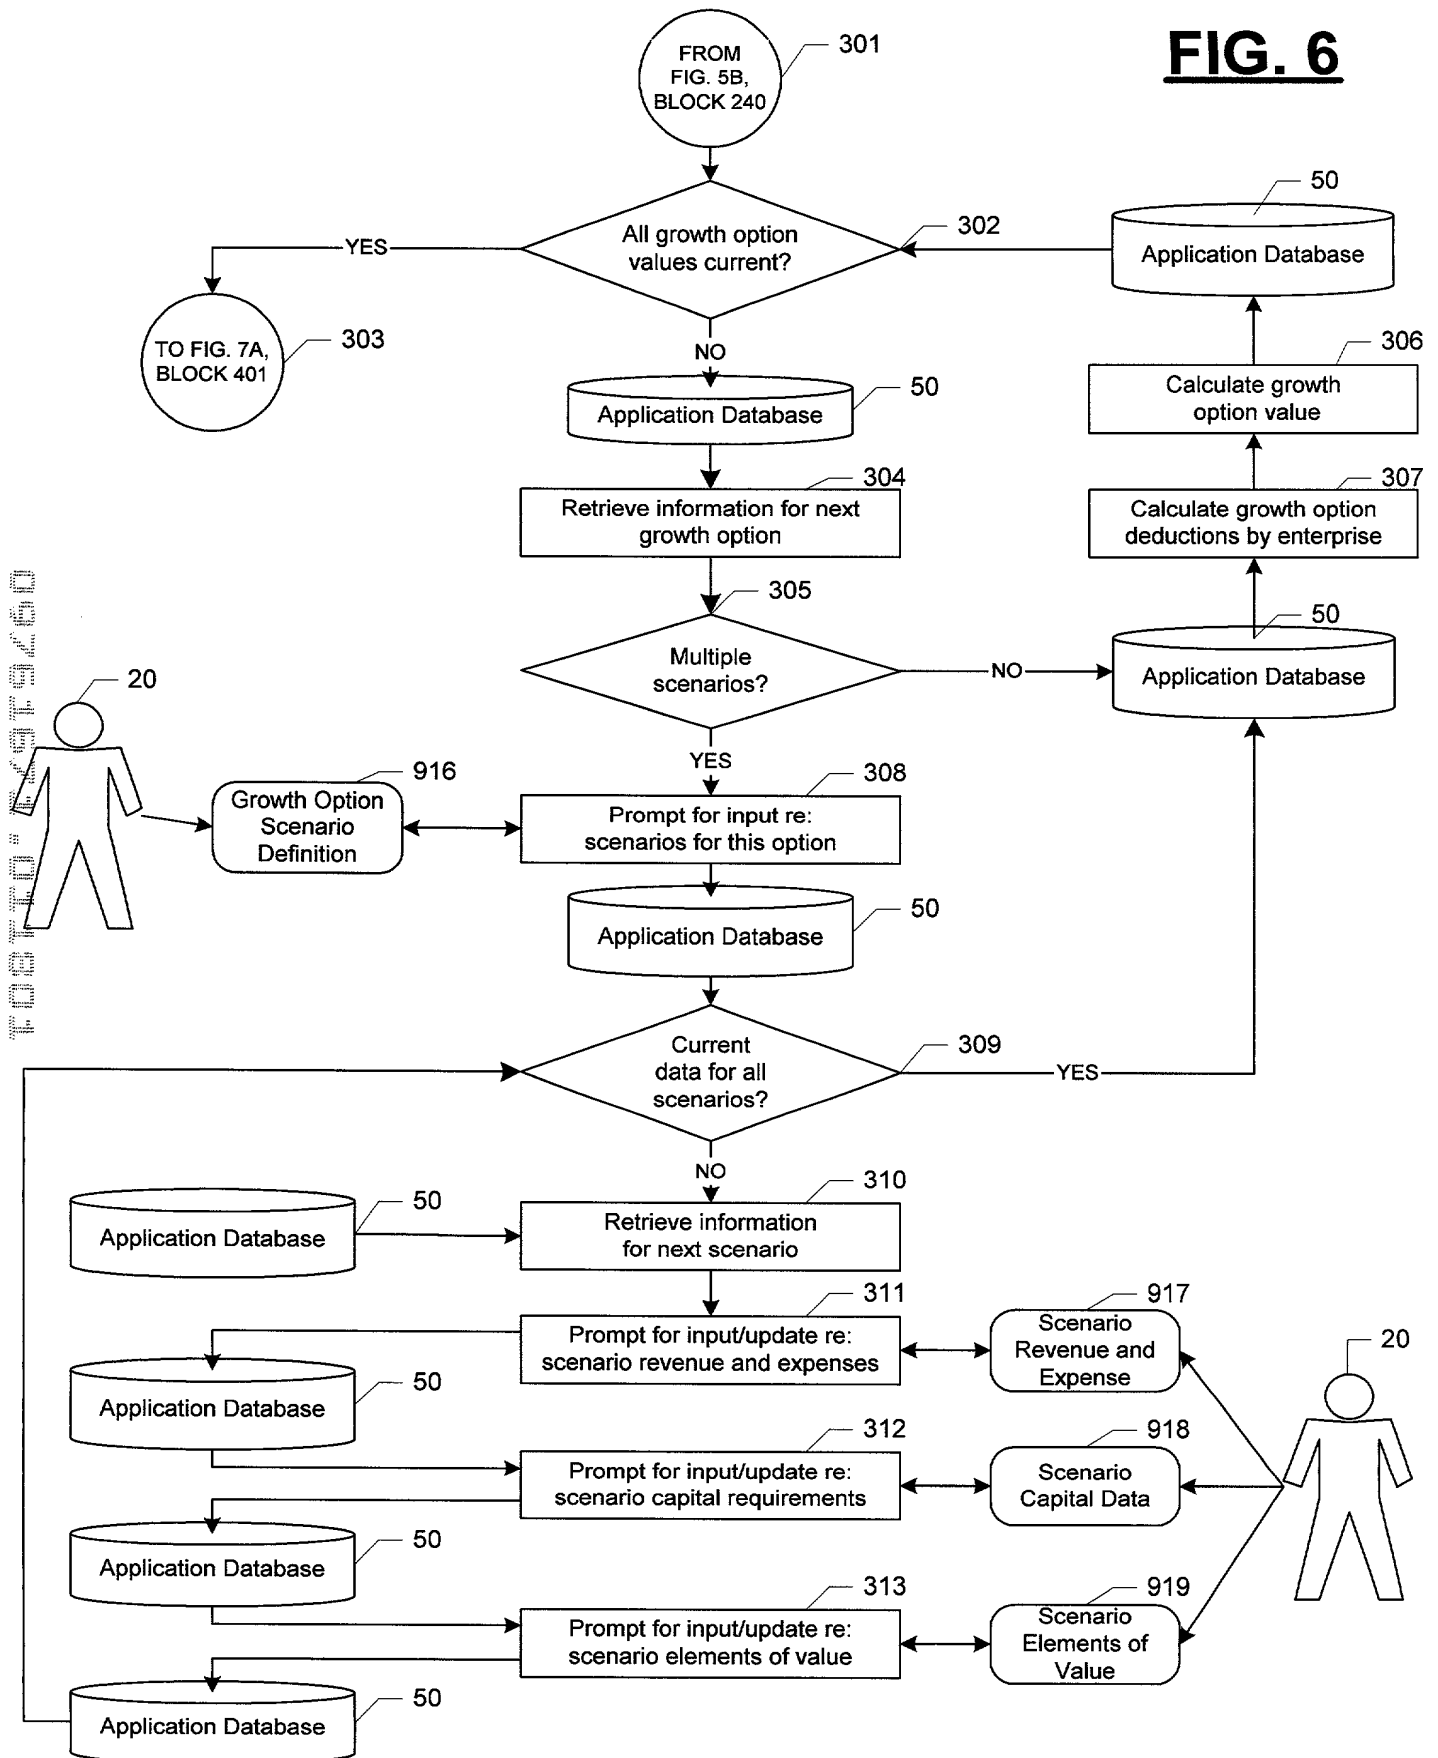 FIG. 6
FROM
FIG. 5B,
BLOCK 240
301
All growth option
values current?
302
YES
NO
TO FIG. 7A,
BLOCK 401
303
50
Application Database
306
Calculate growth
option value
50
Application Database
304
Retrieve information for next
growth option
307
Calculate growth option
deductions by enterprise
305
Multiple
scenarios?
NO
YES
50
Application Database
20
916
Growth Option
Scenario
Definition
308
Prompt for input re:
scenarios for this option
50
Application Database
Current
data for all
scenarios?
309
YES
NO
50
Application Database
310
Retrieve information
for next scenario
311
Prompt for input/update re:
scenario revenue and expenses
917
Scenario
Revenue and
Expense
20
50
Application Database
312
Prompt for input/update re:
scenario capital requirements
918
Scenario
Capital Data
50
Application Database
313
Prompt for input/update re:
scenario elements of value
919
Scenario
Elements of
Value
50
Application Database